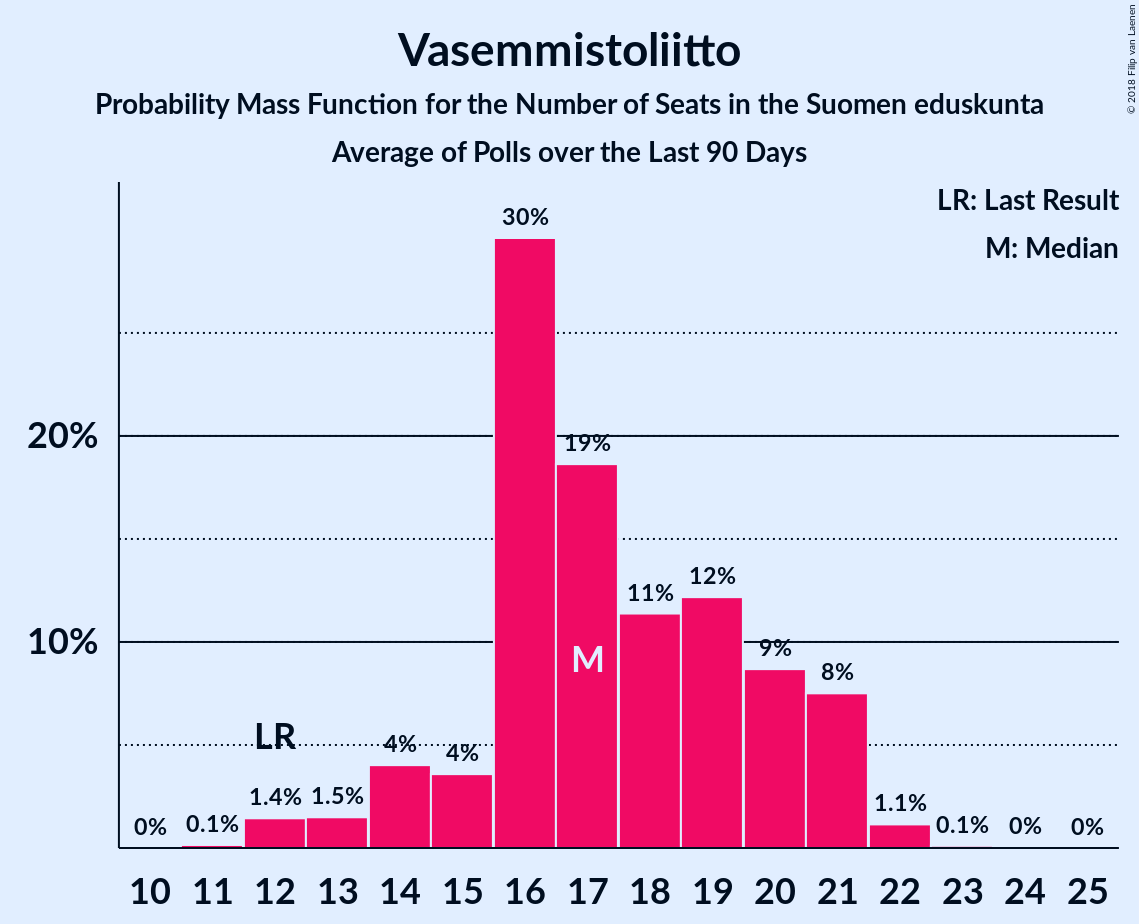 Vasemmistoliitto
Probability Mass Function for the Number of Seats in the Suomen eduskunta
Average of Polls over the Last 90 Days
© 2018 Filip van Laenen
LR: Last Result
M: Median
30%
20%
19%
12%
11%
10%
9%
M
8%
LR
4%
4%
1.4%
1.5%
1.1%
0%
0.1%
0.1%
0%
0%
10 11 12 13 14 15 16 17 18 19 20 21 22 23 24 25